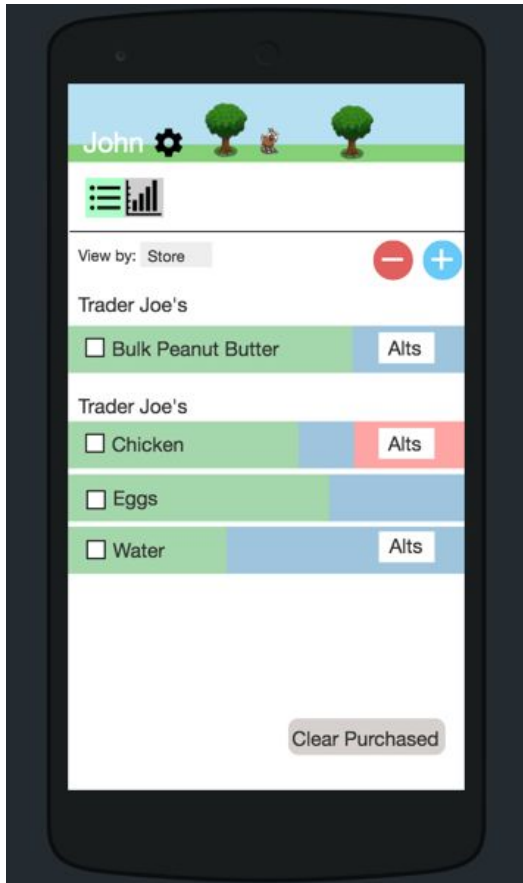 John
View by: Store
Trader Joe's
Bulk Peanut Butter Alts
Trader Joe's
Chicken Alts
Eggs
Water Alts
Clear Purchased